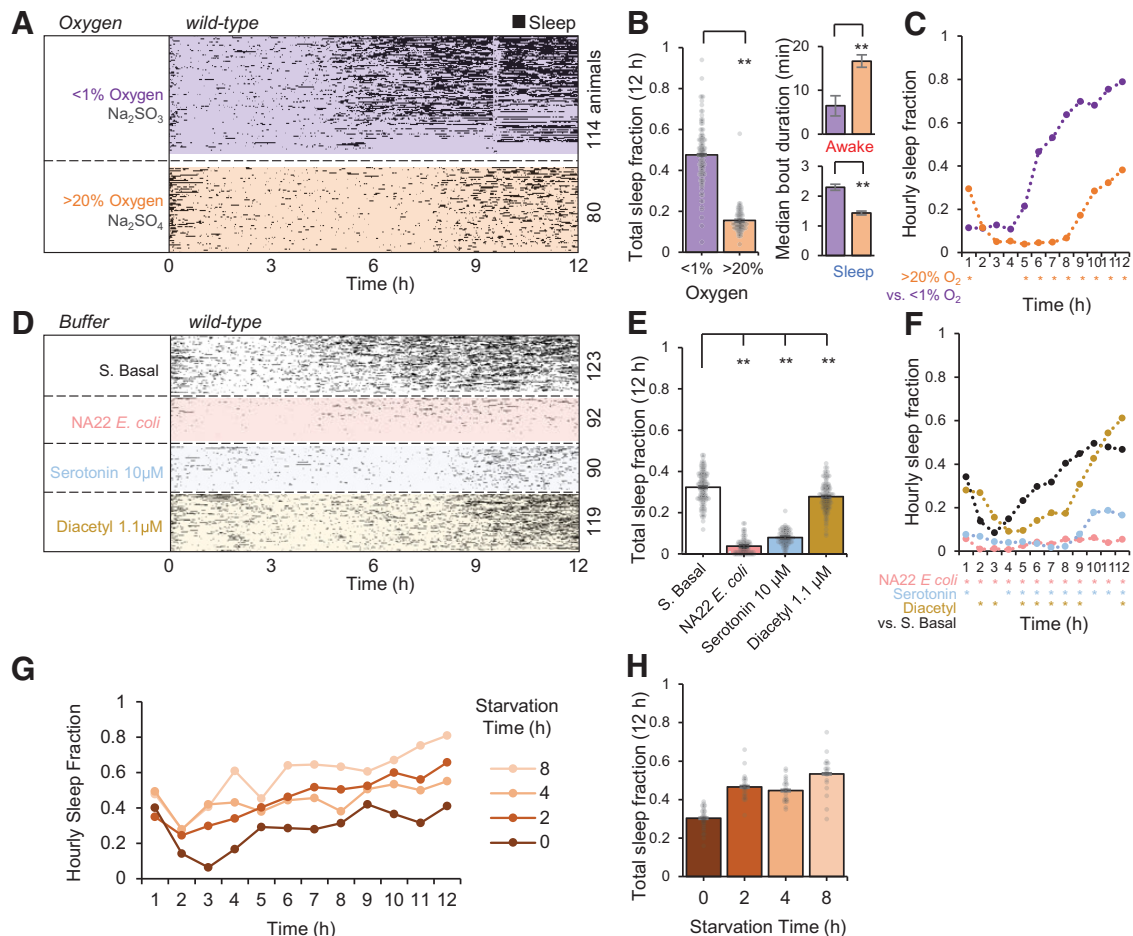 A
Oxygen
wild-type
Sleep
<1% Oxygen
Na2SO3
>20% Oxygen
Na2SO4
114 animals
80
0 3 6 9 12
Time (h)
B
Total sleep fraction (12 h)
1
0.8
0.6
0.4
0.2
0
**
<1% >20%
Oxygen
Median bout duration (min)
20
10
0
**
Awake
4
2
0
**
Sleep
C
Hourly sleep fraction
1
0.8
0.6
0.4
0.2
0
1 2 3 4 5 6 7 8 9 10 11 12
>20% O2 * * * * * * * * *
vs. <1% O2
Time (h)
D
Buffer
wild-type
S. Basal
NA22 E. coli
Serotonin 10µM
Diacetyl 1.1µM
123
92
90
119
0 3 6 9 12
Time (h)
E
Total sleep fraction (12 h)
1
0.8
0.6
0.4
0.2
0
** ** **
S. Basal
NA22 E. coli
Serotonin 10 µM
Diacetyl 1.1 µM
F
Hourly sleep fraction
1
0.8
0.6
0.4
0.2
0
1 2 3 4 5 6 7 8 9 10 11 12
NA22 E coli * * * * * * * * * * * *
Serotonin * * * * * * * * * *
Diacetyl * * * * * * * *
vs. S. Basal
Time (h)
G
Hourly Sleep Fraction
1
0.8
0.6
0.4
0.2
0
1 2 3 4 5 6 7 8 9 10 11 12
Time (h)
Starvation
Time (h)
8
4
2
0
H
Total sleep fraction (12 h)
1
0.8
0.6
0.4
0.2
0
0 2 4 8
Starvation Time (h)